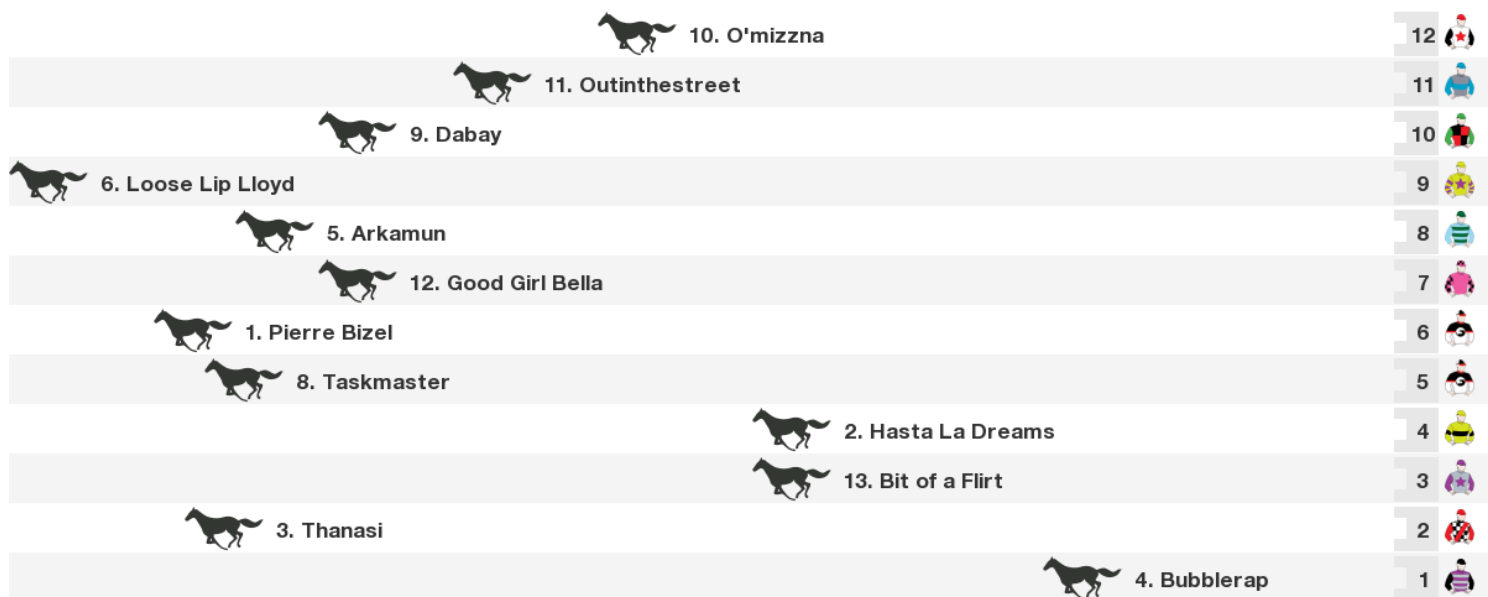 10. O'mizzna 12
11. Outinthestreet 11
9. Dabay 10
6. Loose Lip Lloyd 9
5. Arkamun 8
12. Good Girl Bella 7
1. Pierre Bizel 6
8. Taskmaster 5
2. Hasta La Dreams 4
13. Bit of a Flirt 3
3. Thanasi 2
4. Bubblerap 1